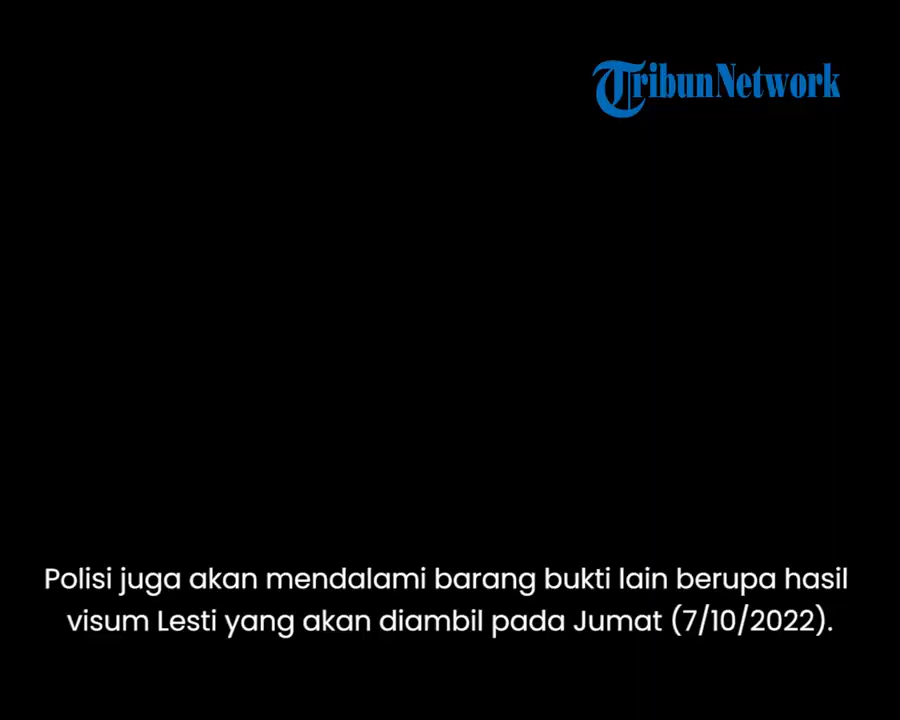 TribunNetwork
Polisi juga akan mendalami barang bukti lain berupa hasil
visum Lesti yang akan diambil pada Jumat (7/10/2022).